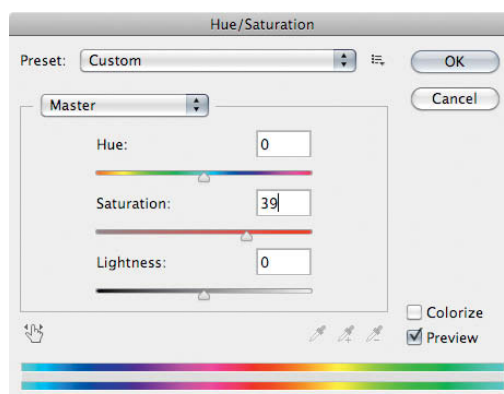 Hue/Saturation
Preset: Custom OK
Master Cancel
Hue: 0
Saturation: 39
Lightness: 0
Colorize
Preview